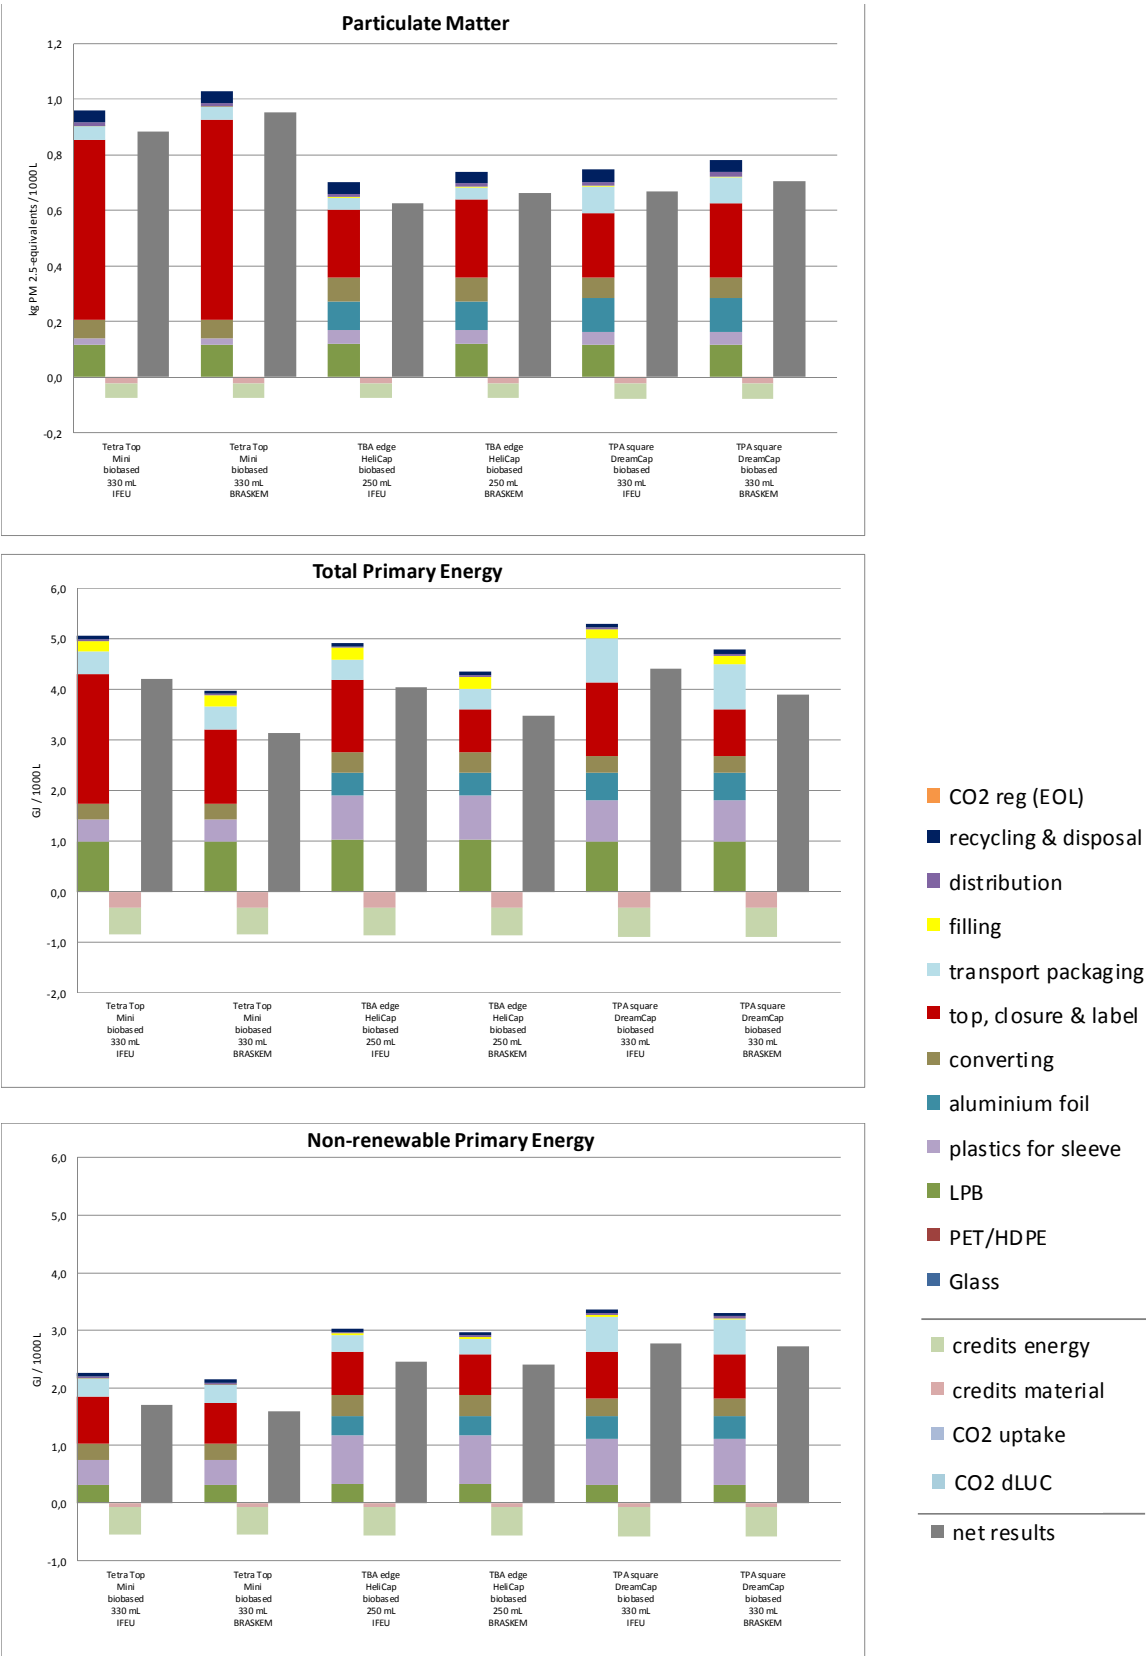 Particulate Matter
1,2
1,0
0,8
0,6
0,4
0,2
0,0
-0,2
kg PM 2.5-equivalents / 1000 L
Tetra Top
Mini
biobased
330 mL
IFEU
Tetra Top
Mini
biobased
330 mL
BRASKEM
TBA edge
HeliCap
biobased
250 mL
IFEU
TBA edge
HeliCap
biobased
250 mL
BRASKEM
TPA square
DreamCap
biobased
330 mL
IFEU
TPA square
DreamCap
biobased
330 mL
BRASKEM
Total Primary Energy
6,0
5,0
4,0
3,0
2,0
1,0
0,0
-1,0
-2,0
GJ / 1000 L
Tetra Top
Mini
biobased
330 mL
IFEU
Tetra Top
Mini
biobased
330 mL
BRASKEM
TBA edge
HeliCap
biobased
250 mL
IFEU
TBA edge
HeliCap
biobased
250 mL
BRASKEM
TPA square
DreamCap
biobased
330 mL
IFEU
TPA square
DreamCap
biobased
330 mL
BRASKEM
Non-renewable Primary Energy
6,0
5,0
4,0
3,0
2,0
1,0
0,0
-1,0
GJ / 1000 L
Tetra Top
Mini
biobased
330 mL
IFEU
Tetra Top
Mini
biobased
330 mL
BRASKEM
TBA edge
HeliCap
biobased
250 mL
IFEU
TBA edge
HeliCap
biobased
250 mL
BRASKEM
TPA square
DreamCap
biobased
330 mL
IFEU
TPA square
DreamCap
biobased
330 mL
BRASKEM
CO2 reg (EOL)
recycling & disposal
distribution
filling
transport packaging
top, closure & label
converting
aluminium foil
plastics for sleeve
LPB
PET/HDPE
Glass
credits energy
credits material
CO2 uptake
CO2 dLUC
net results